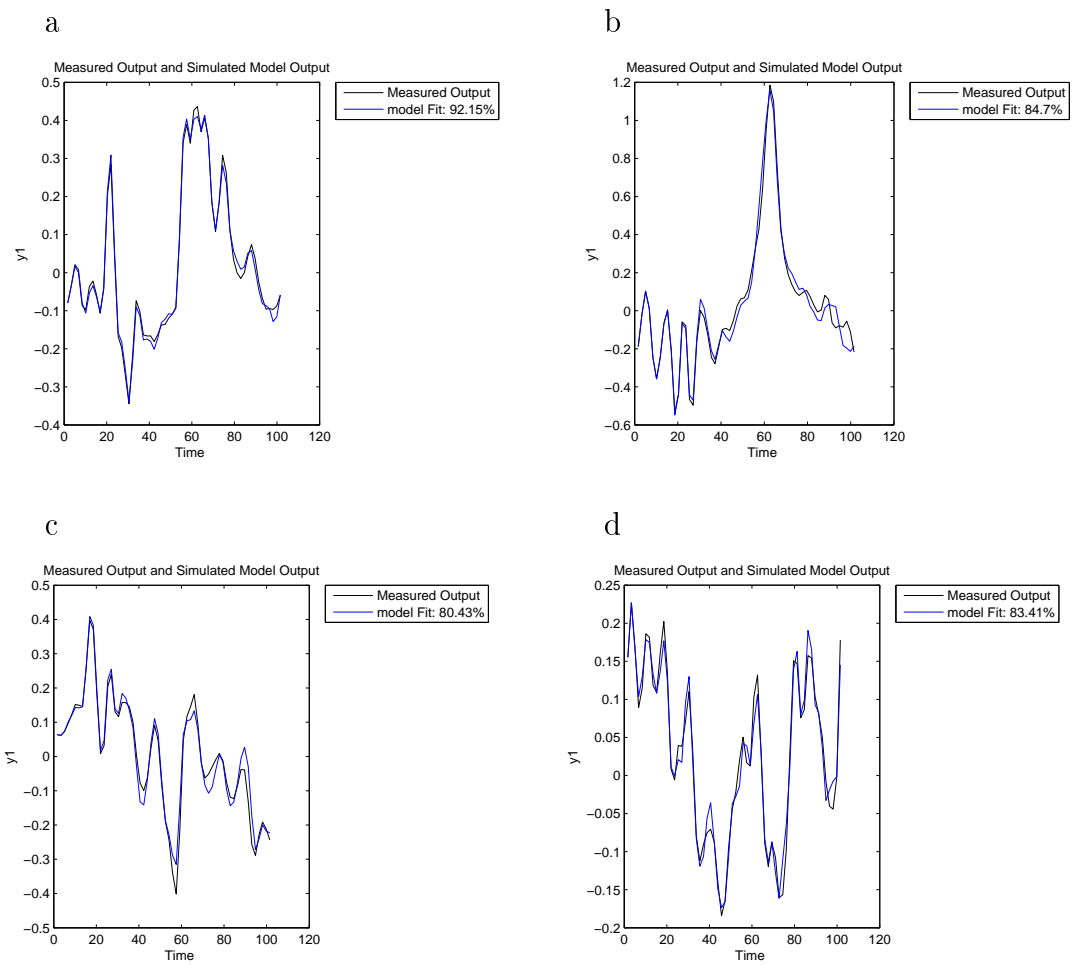 a
Measured Output and Simulated Model Output
Measured Output
model Fit: 92.15%
y1
0.5
0.4
0.3
0.2
0.1
0
−0.1
−0.2
−0.3
−0.4
0 20 40 60 80 100 120
Time
b
Measured Output and Simulated Model Output
Measured Output
model Fit: 84.7%
y1
1.2
1
0.8
0.6
0.4
0.2
0
−0.2
−0.4
−0.6
0 20 40 60 80 100 120
Time
c
Measured Output and Simulated Model Output
Measured Output
model Fit: 80.43%
y1
0.5
0.4
0.3
0.2
0.1
0
−0.1
−0.2
−0.3
−0.4
−0.5
0 20 40 60 80 100 120
Time
d
Measured Output and Simulated Model Output
Measured Output
model Fit: 83.41%
y1
0.25
0.2
0.15
0.1
0.05
0
−0.05
−0.1
−0.15
−0.2
0 20 40 60 80 100 120
Time